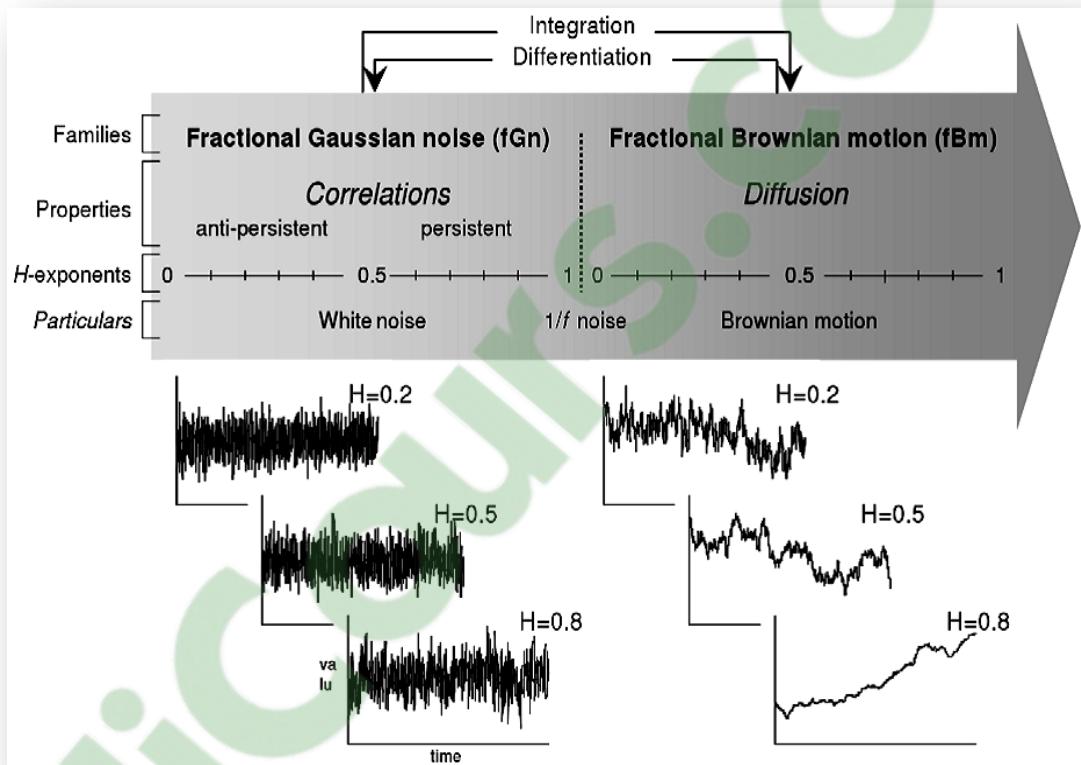 Integration
Differentiation
Families
Fractional Gaussian noise (fGn)
Fractional Brownian motion (fBm)
Properties
Correlations
Diffusion
anti-persistent
persistent
H-exponents
0 0.5 1 0 0.5 1
Particulars
White noise
1/f noise
Brownian motion
H=0.2
H=0.2
H=0.5
H=0.5
H=0.8
H=0.8
va
lu
time